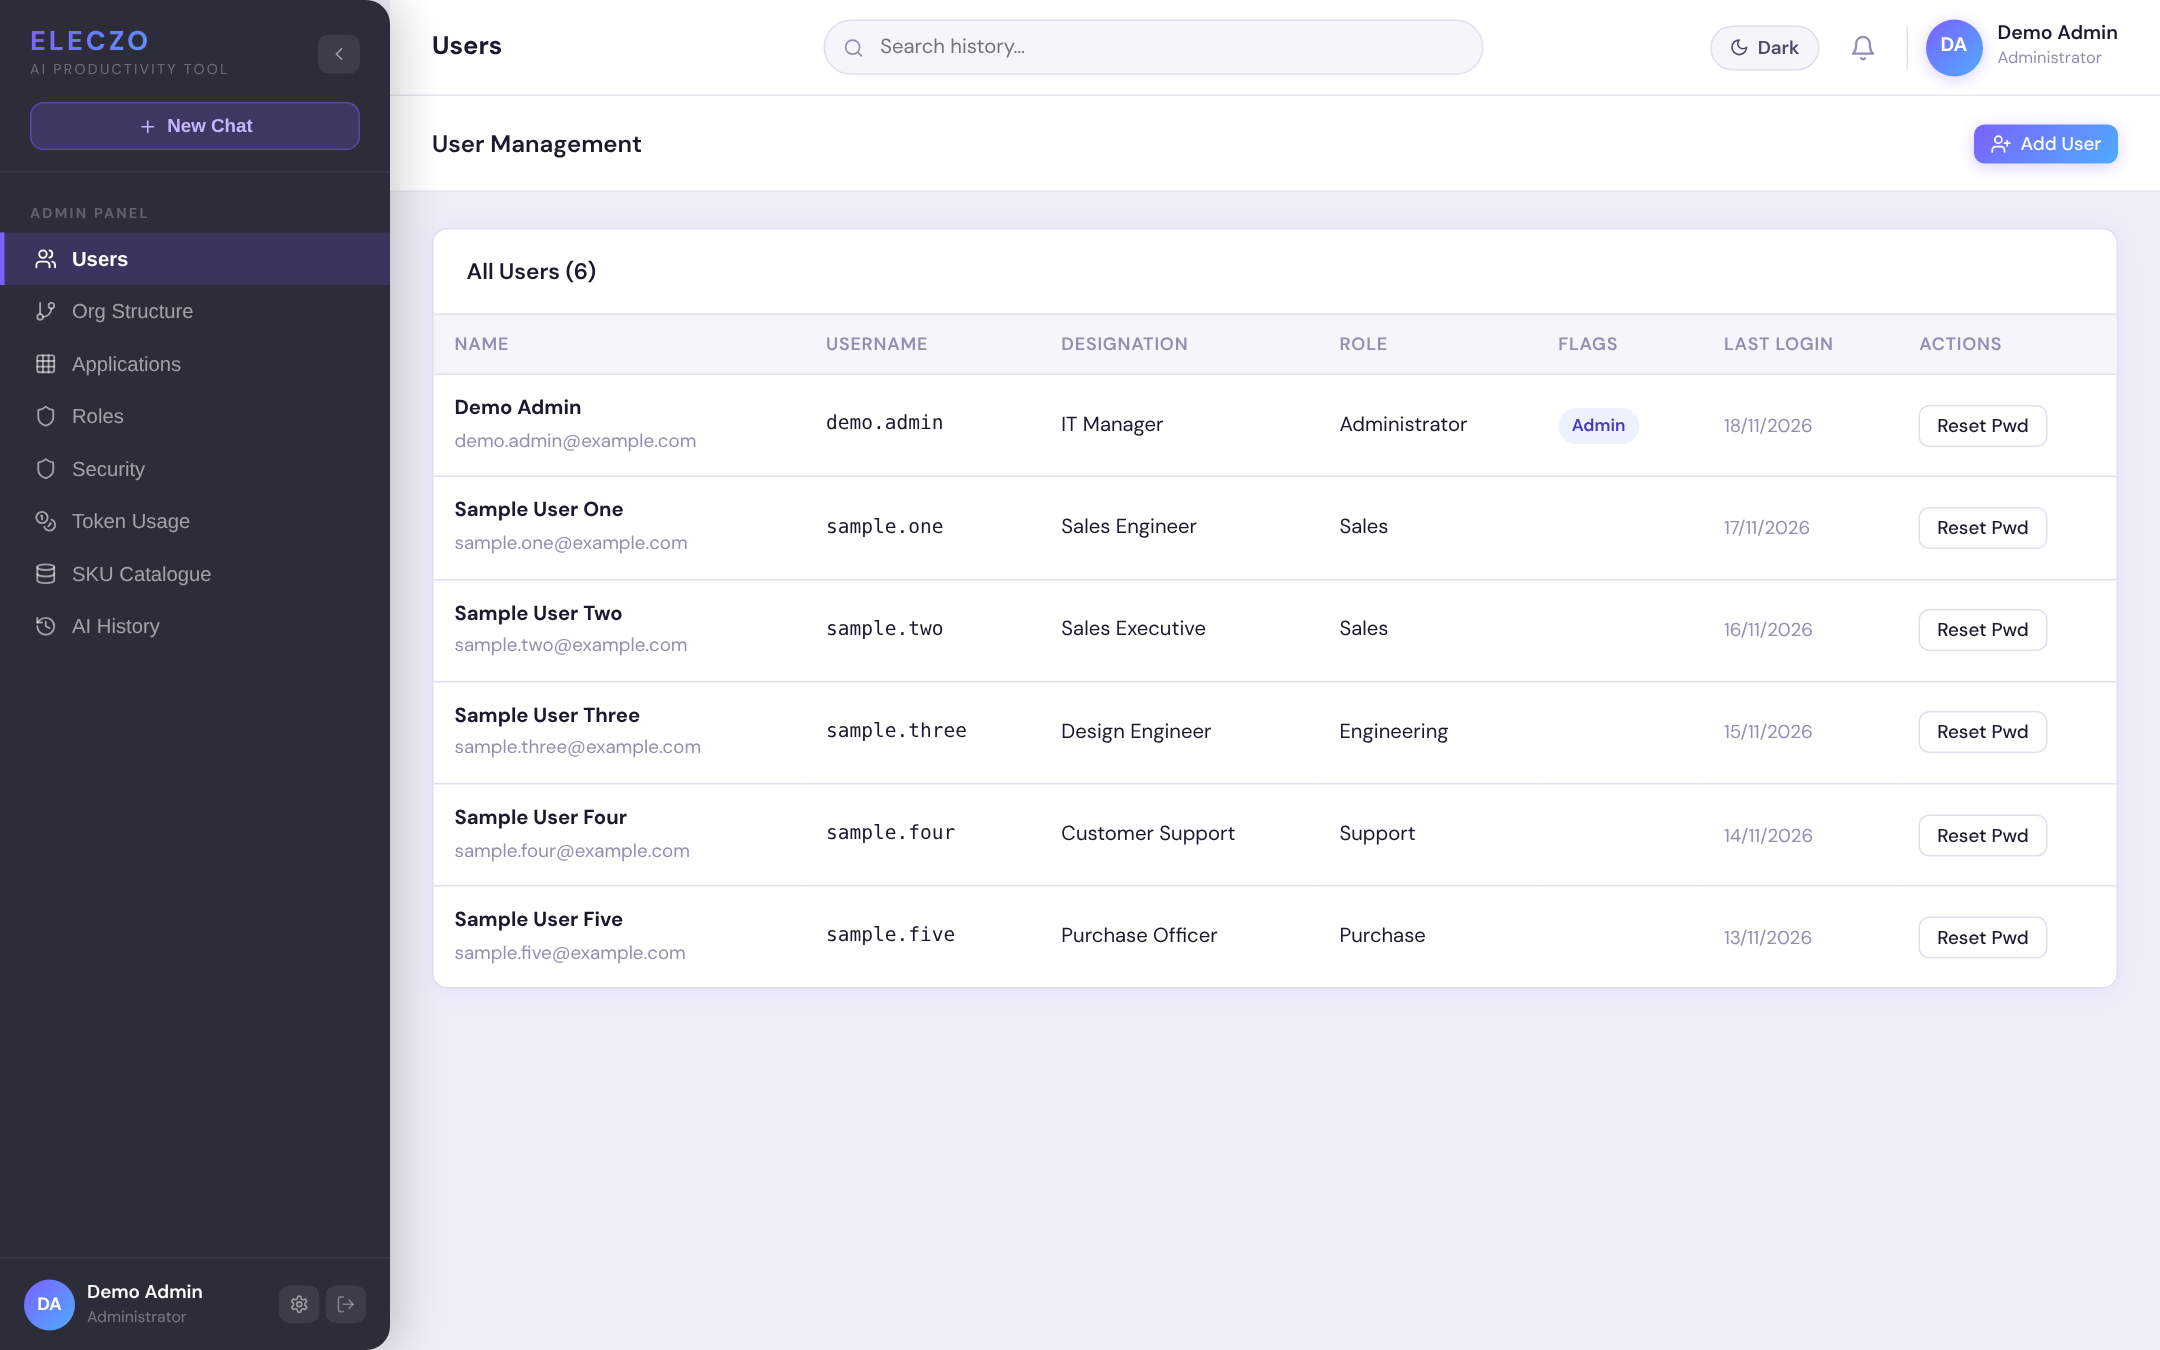 ELECZO
AI PRODUCTIVITY TOOL
New Chat
ADMIN PANEL
Users
Org Structure
Applications
Roles
Security
Token Usage
SKU Catalogue
AI History
DA
Demo Admin
Administrator
Users
Search history...
Dark
DA
Demo Admin
Administrator
User Management
Add User
All Users (6)
NAME USERNAME DESIGNATION ROLE FLAGS LAST LOGIN ACTIONS
Demo Admin
demo.admin@example.com
demo.admin IT Manager Administrator Admin 18/11/2026 Reset Pwd
Sample User One
sample.one@example.com
sample.one Sales Engineer Sales 17/11/2026 Reset Pwd
Sample User Two
sample.two@example.com
sample.two Sales Executive Sales 16/11/2026 Reset Pwd
Sample User Three
sample.three@example.com
sample.three Design Engineer Engineering 15/11/2026 Reset Pwd
Sample User Four
sample.four@example.com
sample.four Customer Support Support 14/11/2026 Reset Pwd
Sample User Five
sample.five@example.com
sample.five Purchase Officer Purchase 13/11/2026 Reset Pwd